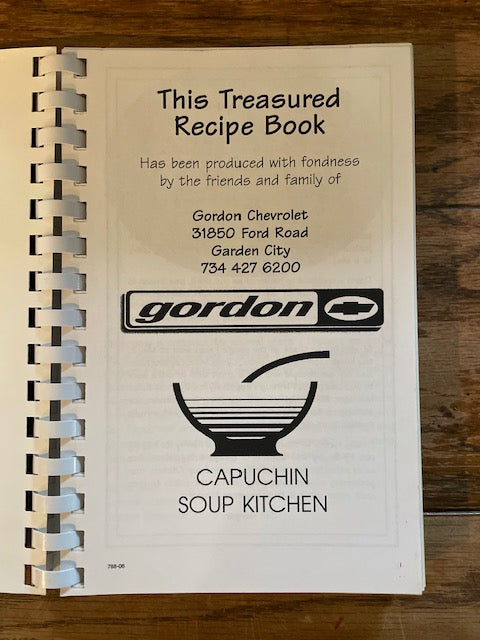 This Treasured
Recipe Book
Has been produced with fondness
by the friends and family of
Gordon Chevrolet
31850 Ford Road
Garden City
734 427 6200
gordon
CAPUCHIN
SOUP KITCHEN
788-06